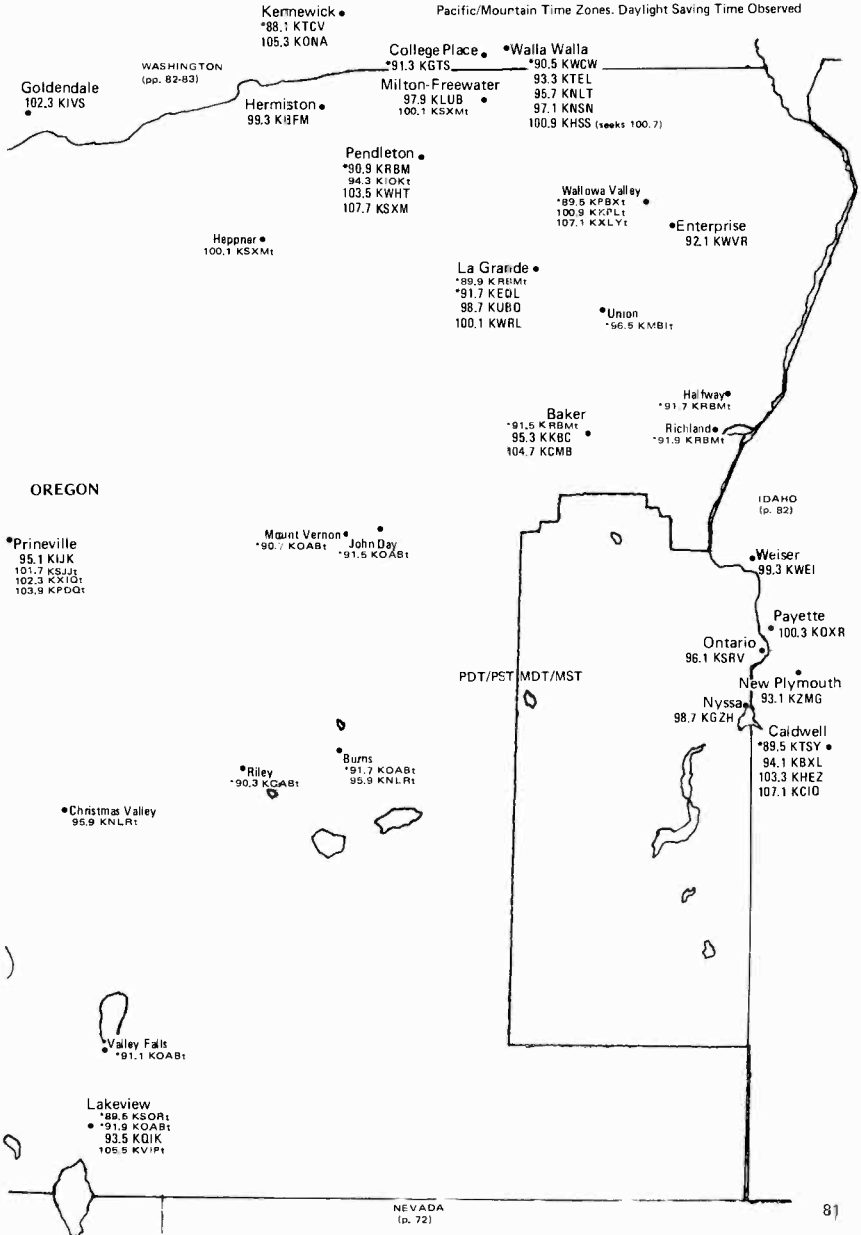 Pacific/Mountain Time Zones. Daylight Saving Time Observed
Kennewick
*88.1 KTCV
105.3 KONA
WASHINGTON
(pp. 82-83)
College Place
*91.3 KGTS
Walla Walla
*90.5 KWCW
93.3 KTEL
95.7 KNLT
97.1 KNSN
100.9 KHSS (seeks 100.7)
Goldendale
102.3 KIVS
Hermiston
99.3 KIBFM
Milton-Freewater
97.9 KLUB
100.1 KSXMt
Pendleton
*90.9 KRBM
94.3 KIOKt
103.5 KWHT
107.7 KSXM
Wallowa Valley
*89.5 KPBXt
100.9 KKPLt
107.1 KXLYt
Enterprise
92.1 KWVR
Heppner
100.1 KSXMt
La Grande
*89.9 KRBMt
*91.7 KEOL
98.7 KUBQ
100.1 KWRL
Union
*96.5 KMBIt
Halfway
*91.7 KRBMt
Richland
*91.9 KRBMt
Baker
*91.5 KRBMt
95.3 KKBC
104.7 KCMB
OREGON
IDAHO
(p. 82)
Prineville
95.1 KIJK
101.7 KSJJt
102.3 KXIQt
103.9 KPDQt
Mount Vernon
*90.7 KOABt
John Day
*91.5 KOABt
Weiser
99.3 KWEI
Payette
100.3 KQXR
Ontario
96.1 KSRV
PDT/PST MDT/MST
New Plymouth
93.1 KZMG
Nyssa
98.7 KGZH
Caldwell
*89.5 KTSY
94.1 KBXL
103.3 KHEZ
107.1 KCIQ
Burns
*91.7 KOABt
95.9 KNLRt
Riley
*90.3 KOABt
Christmas Valley
95.9 KNLRt
Valley Falls
*91.1 KOABt
Lakeview
*89.5 KSORt
*91.9 KOABt
93.5 KQIK
105.5 KVIPt
NEVADA
(p. 72)
81